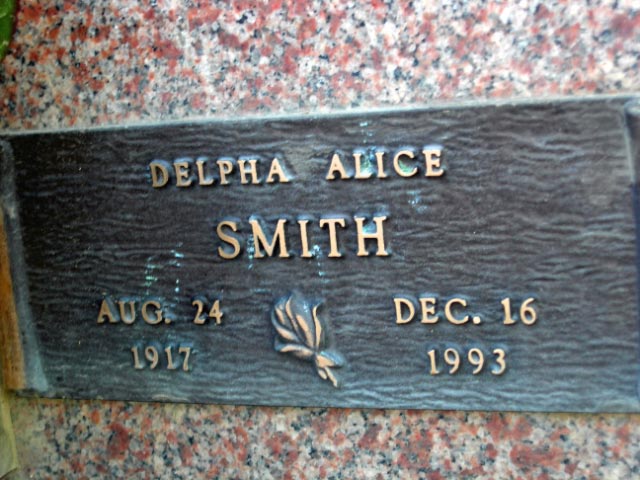 DELPHA ALICE
SMITH
AUG. 24 DEC. 16
1917 1993